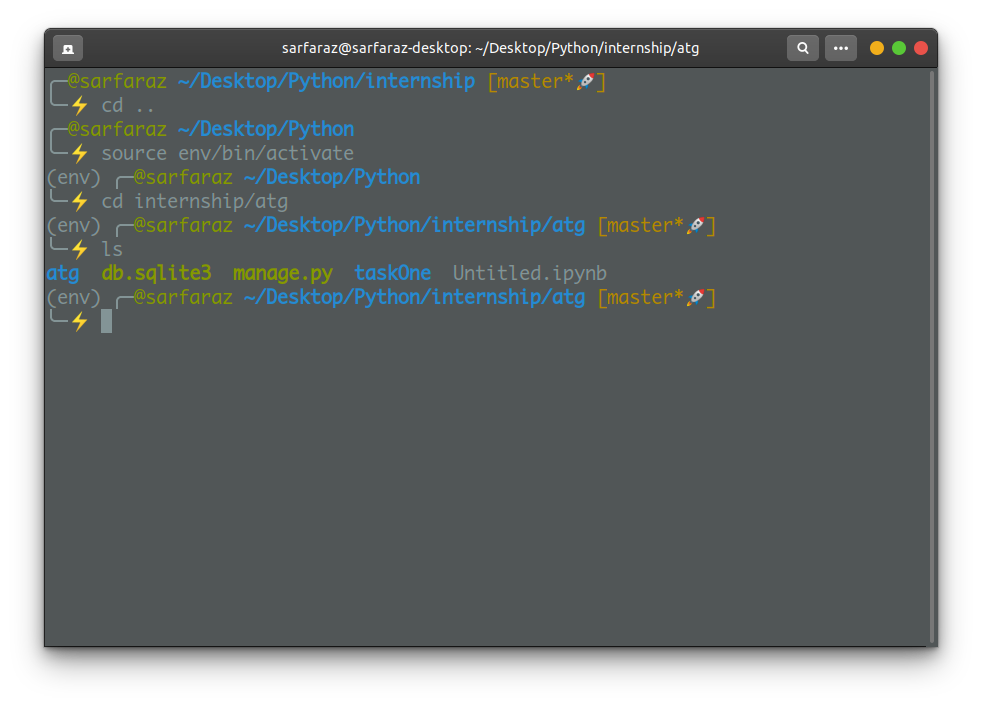 sarfaraz@sarfaraz-desktop: ~/Desktop/Python/internship/atg
╭─@sarfaraz ~/Desktop/Python/internship [master*🚀]
╰─⚡ cd ..
╭─@sarfaraz ~/Desktop/Python
╰─⚡ source env/bin/activate
(env) ╭─@sarfaraz ~/Desktop/Python
╰─⚡ cd internship/atg
(env) ╭─@sarfaraz ~/Desktop/Python/internship/atg [master*🚀]
╰─⚡ ls
atg  db.sqlite3  manage.py  taskOne  Untitled.ipynb
(env) ╭─@sarfaraz ~/Desktop/Python/internship/atg [master*🚀]
╰─⚡